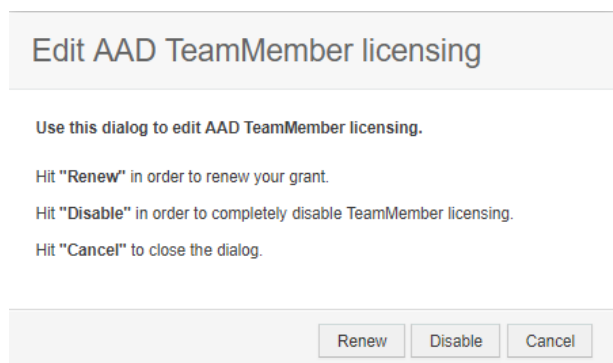 Edit AAD TeamMember licensing
Use this dialog to edit AAD TeamMember licensing.
Hit "Renew" in order to renew your grant.
Hit "Disable" in order to completely disable TeamMember licensing.
Hit "Cancel" to close the dialog.
Renew Disable Cancel